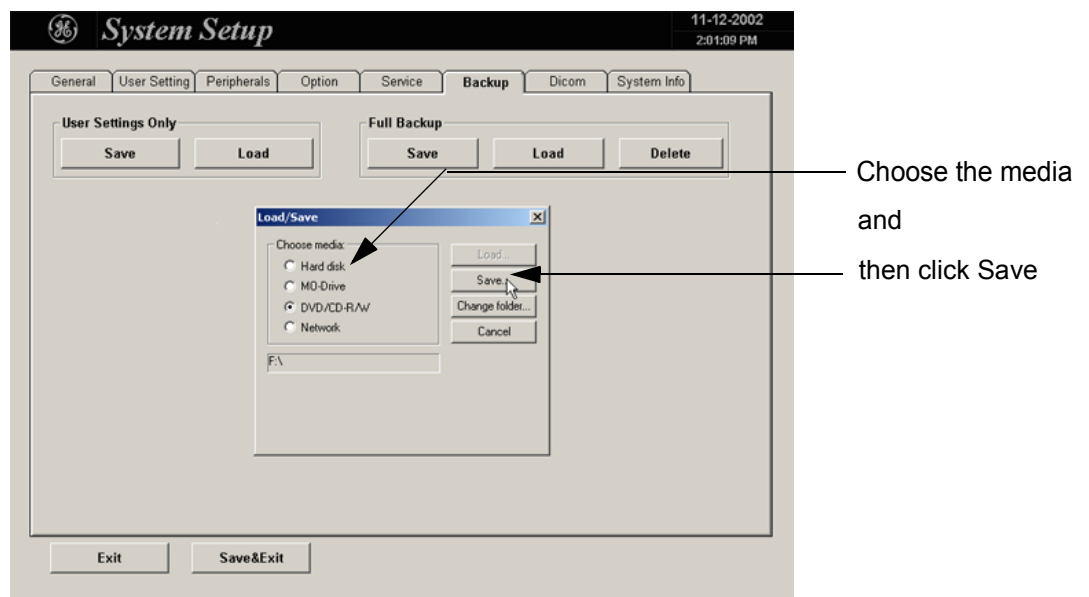 GE System Setup
11-12-2002
2:01:09 PM
General User Setting Peripherals Option Service Backup Dicom System Info
User Settings Only
Save Load
Full Backup
Save Load Delete
Load/Save
Choose media:
Hard disk
MO-Drive
DVD/CD-R/W
Network
F:\
Load...
Save...
Change folder...
Cancel
Choose the media
and
then click Save
Exit Save&Exit